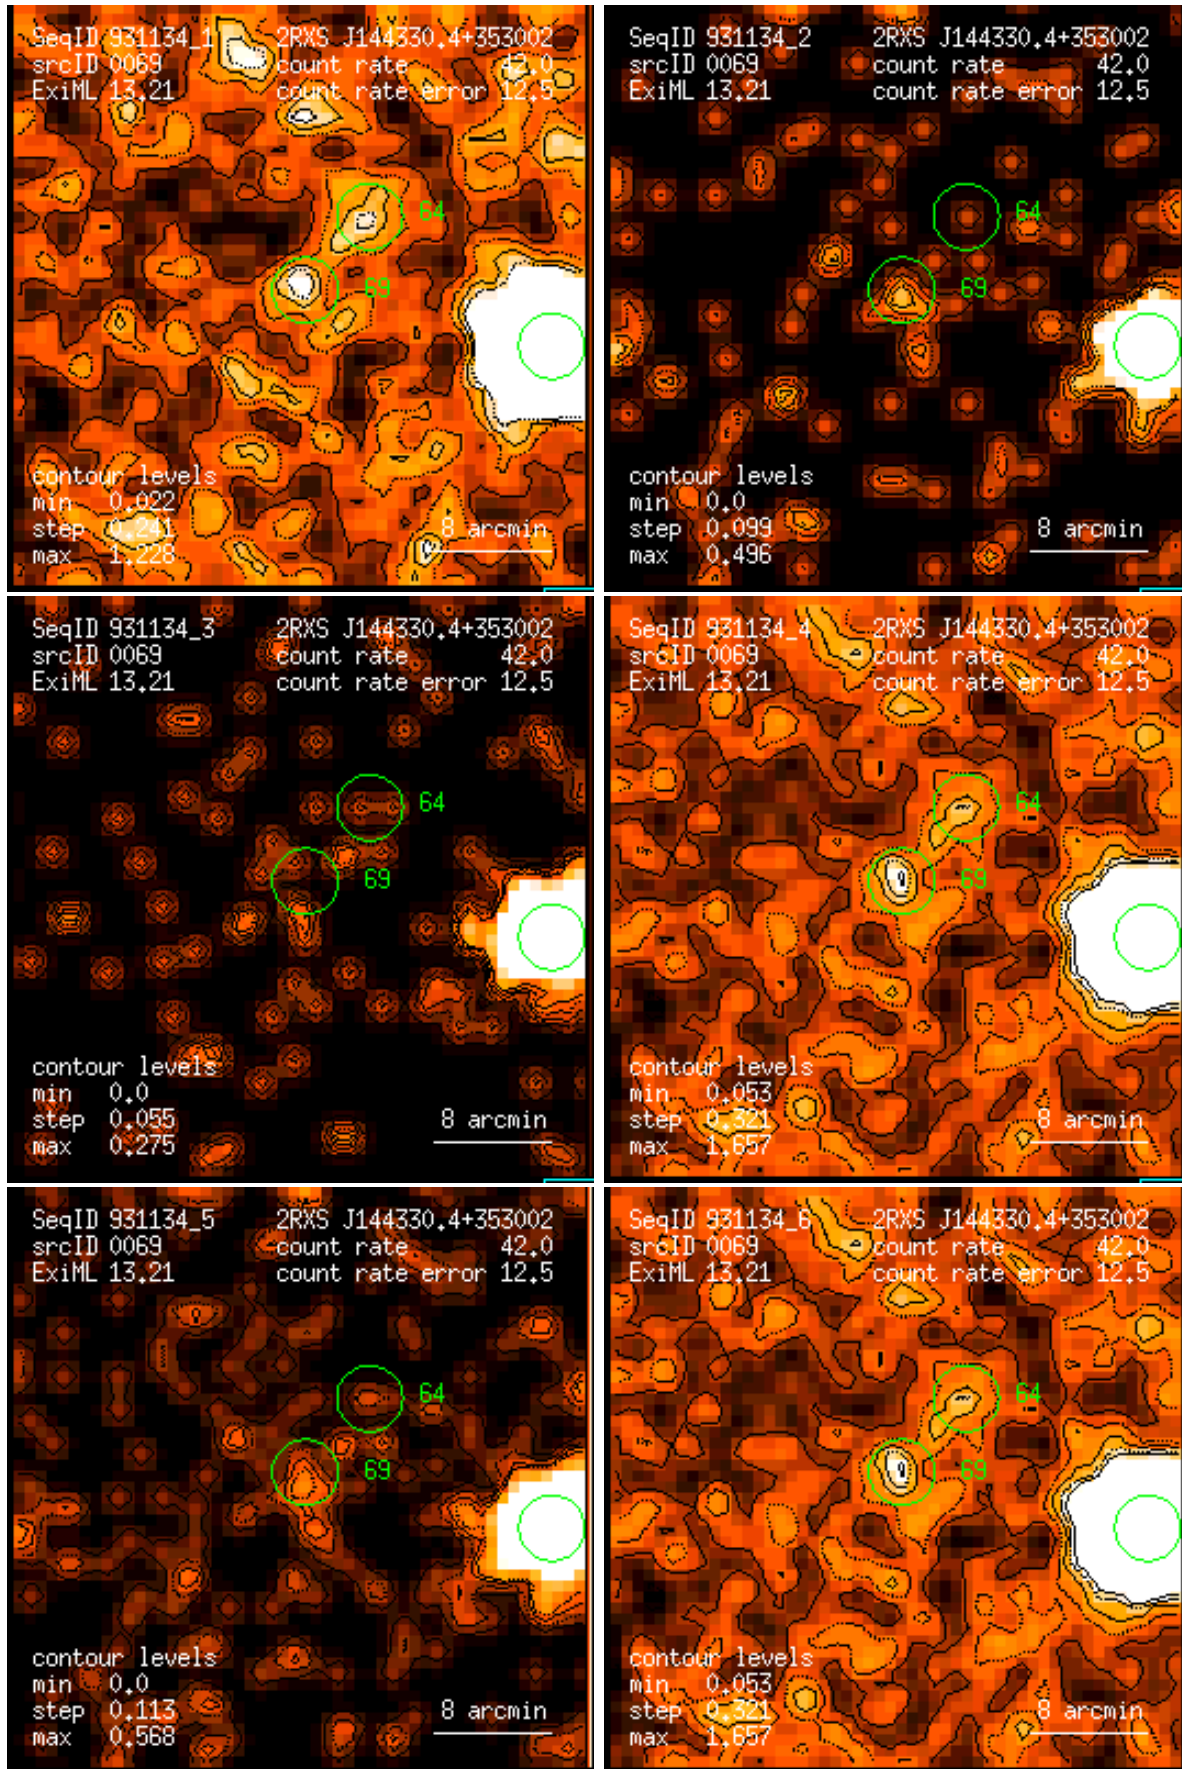 SeqID 931134_1 2RXS J144330.4+353002
srcID 0069 count rate 42.0
ExiML 13.21 count rate error 12.5
64
69
contour levels
min 0.022
step 0.241 8 arcmin
max 1.228
SeqID 931134_2 2RXS J144330.4+353002
srcID 0069 count rate 42.0
ExiML 13.21 count rate error 12.5
64
69
contour levels
min 0.0
step 0.099 8 arcmin
max 0.496
SeqID 931134_3 2RXS J144330.4+353002
srcID 0069 count rate 42.0
ExiML 13.21 count rate error 12.5
64
69
contour levels
min 0.0
step 0.055 8 arcmin
max 0.275
SeqID 931134_4 2RXS J144330.4+353002
srcID 0069 count rate 42.0
ExiML 13.21 count rate error 12.5
64
69
contour levels
min 0.053
step 0.321 8 arcmin
max 1.657
SeqID 931134_5 2RXS J144330.4+353002
srcID 0069 count rate 42.0
ExiML 13.21 count rate error 12.5
64
69
contour levels
min 0.0
step 0.113 8 arcmin
max 0.568
SeqID 931134_6 2RXS J144330.4+353002
srcID 0069 count rate 42.0
ExiML 13.21 count rate error 12.5
64
69
contour levels
min 0.053
step 0.321 8 arcmin
max 1.657